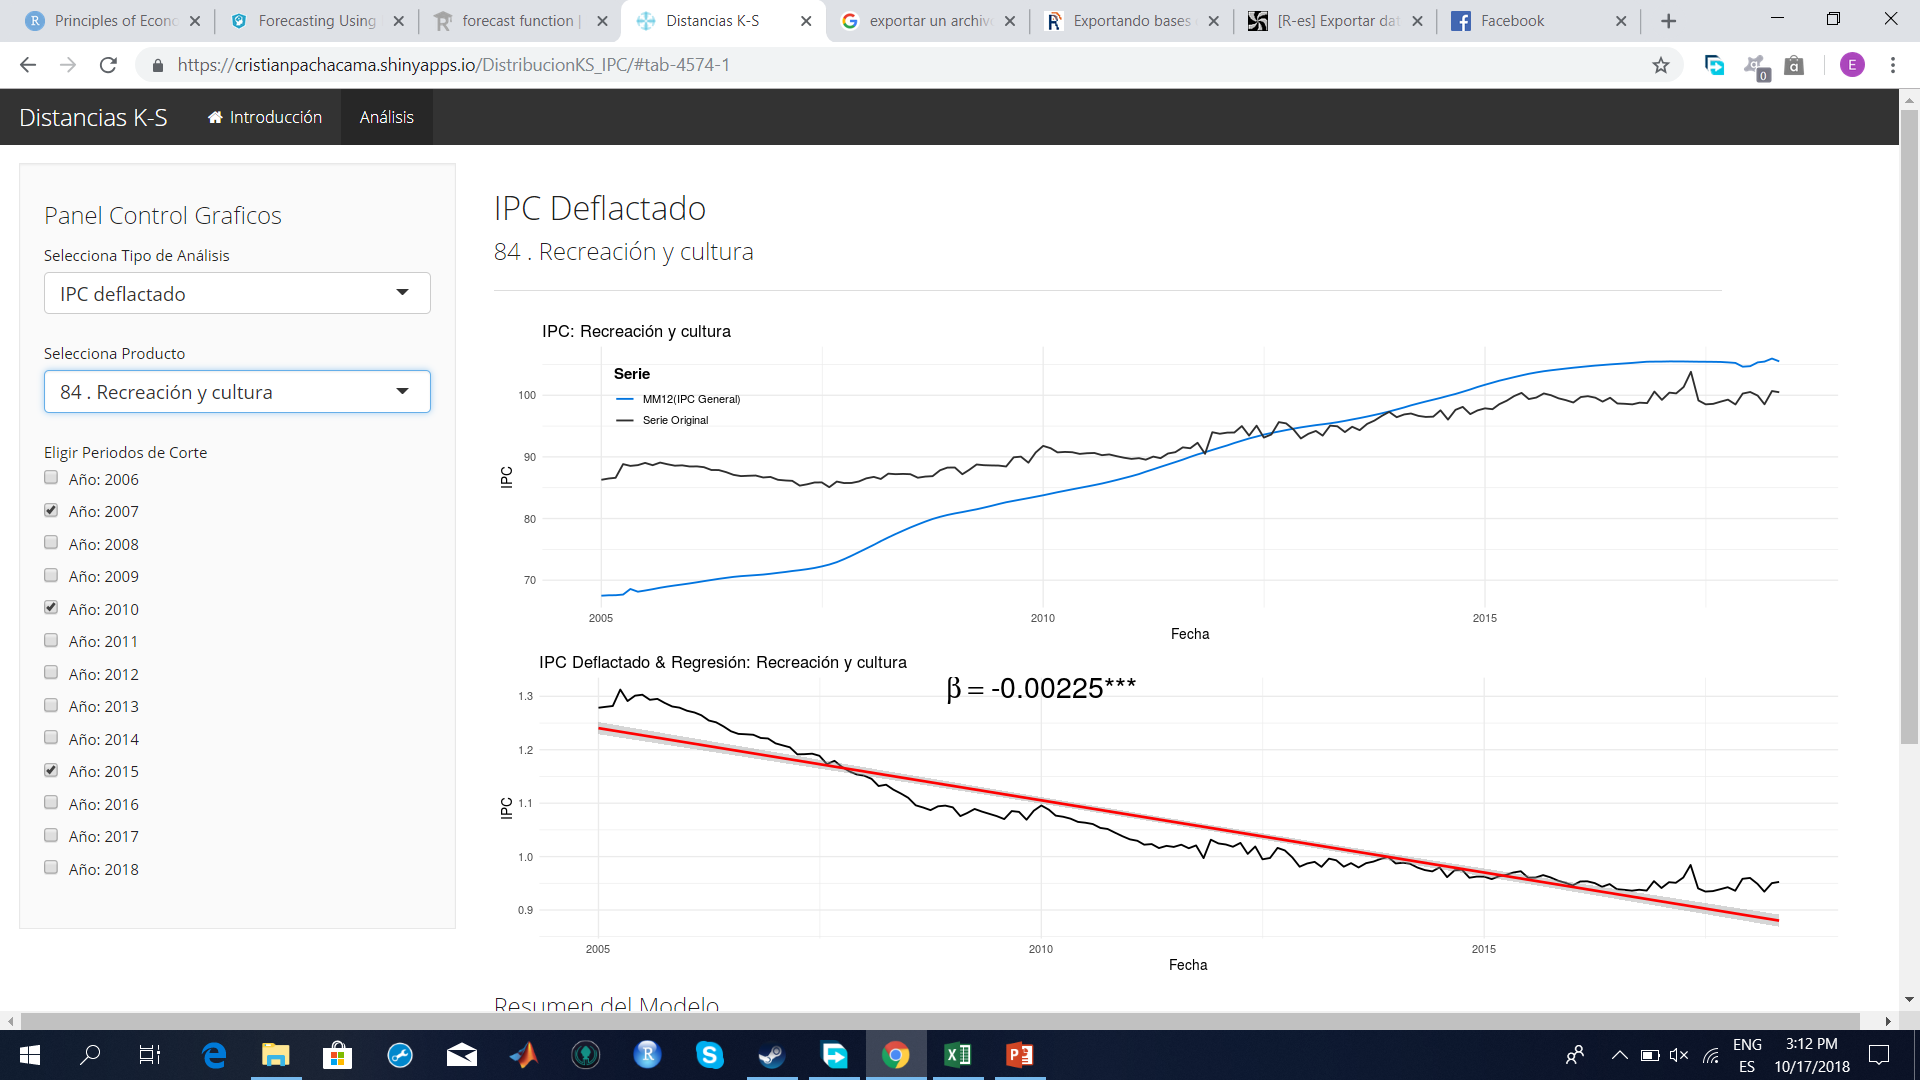 Principles of Econo
Forecasting Using
forecast function |
Distancias K-S
exportar un archivo
Exportando bases
[R-es] Exportar dat
Facebook
https://cristianpachacama.shinyapps.io/DistribucionKS_IPC/#tab-4574-1
0
E
Distancias K-S
Introducción
Análisis
Panel Control Graficos
Selecciona Tipo de Análisis
IPC deflactado
Selecciona Producto
84 . Recreación y cultura
Eligir Periodos de Corte
Año: 2006
Año: 2007
Año: 2008
Año: 2009
Año: 2010
Año: 2011
Año: 2012
Año: 2013
Año: 2014
Año: 2015
Año: 2016
Año: 2017
Año: 2018
IPC Deflactado
84 . Recreación y cultura
IPC: Recreación y cultura
Serie
MM12(IPC General)
Serie Original
IPC
100
90
80
70
2005
2010
2015
Fecha
IPC Deflactado & Regresión: Recreación y cultura
β = -0.00225***
IPC
1.3
1.2
1.1
1.0
0.9
2005
2010
2015
Fecha
Resumen del Modelo
ENG
ES
3:12 PM
10/17/2018